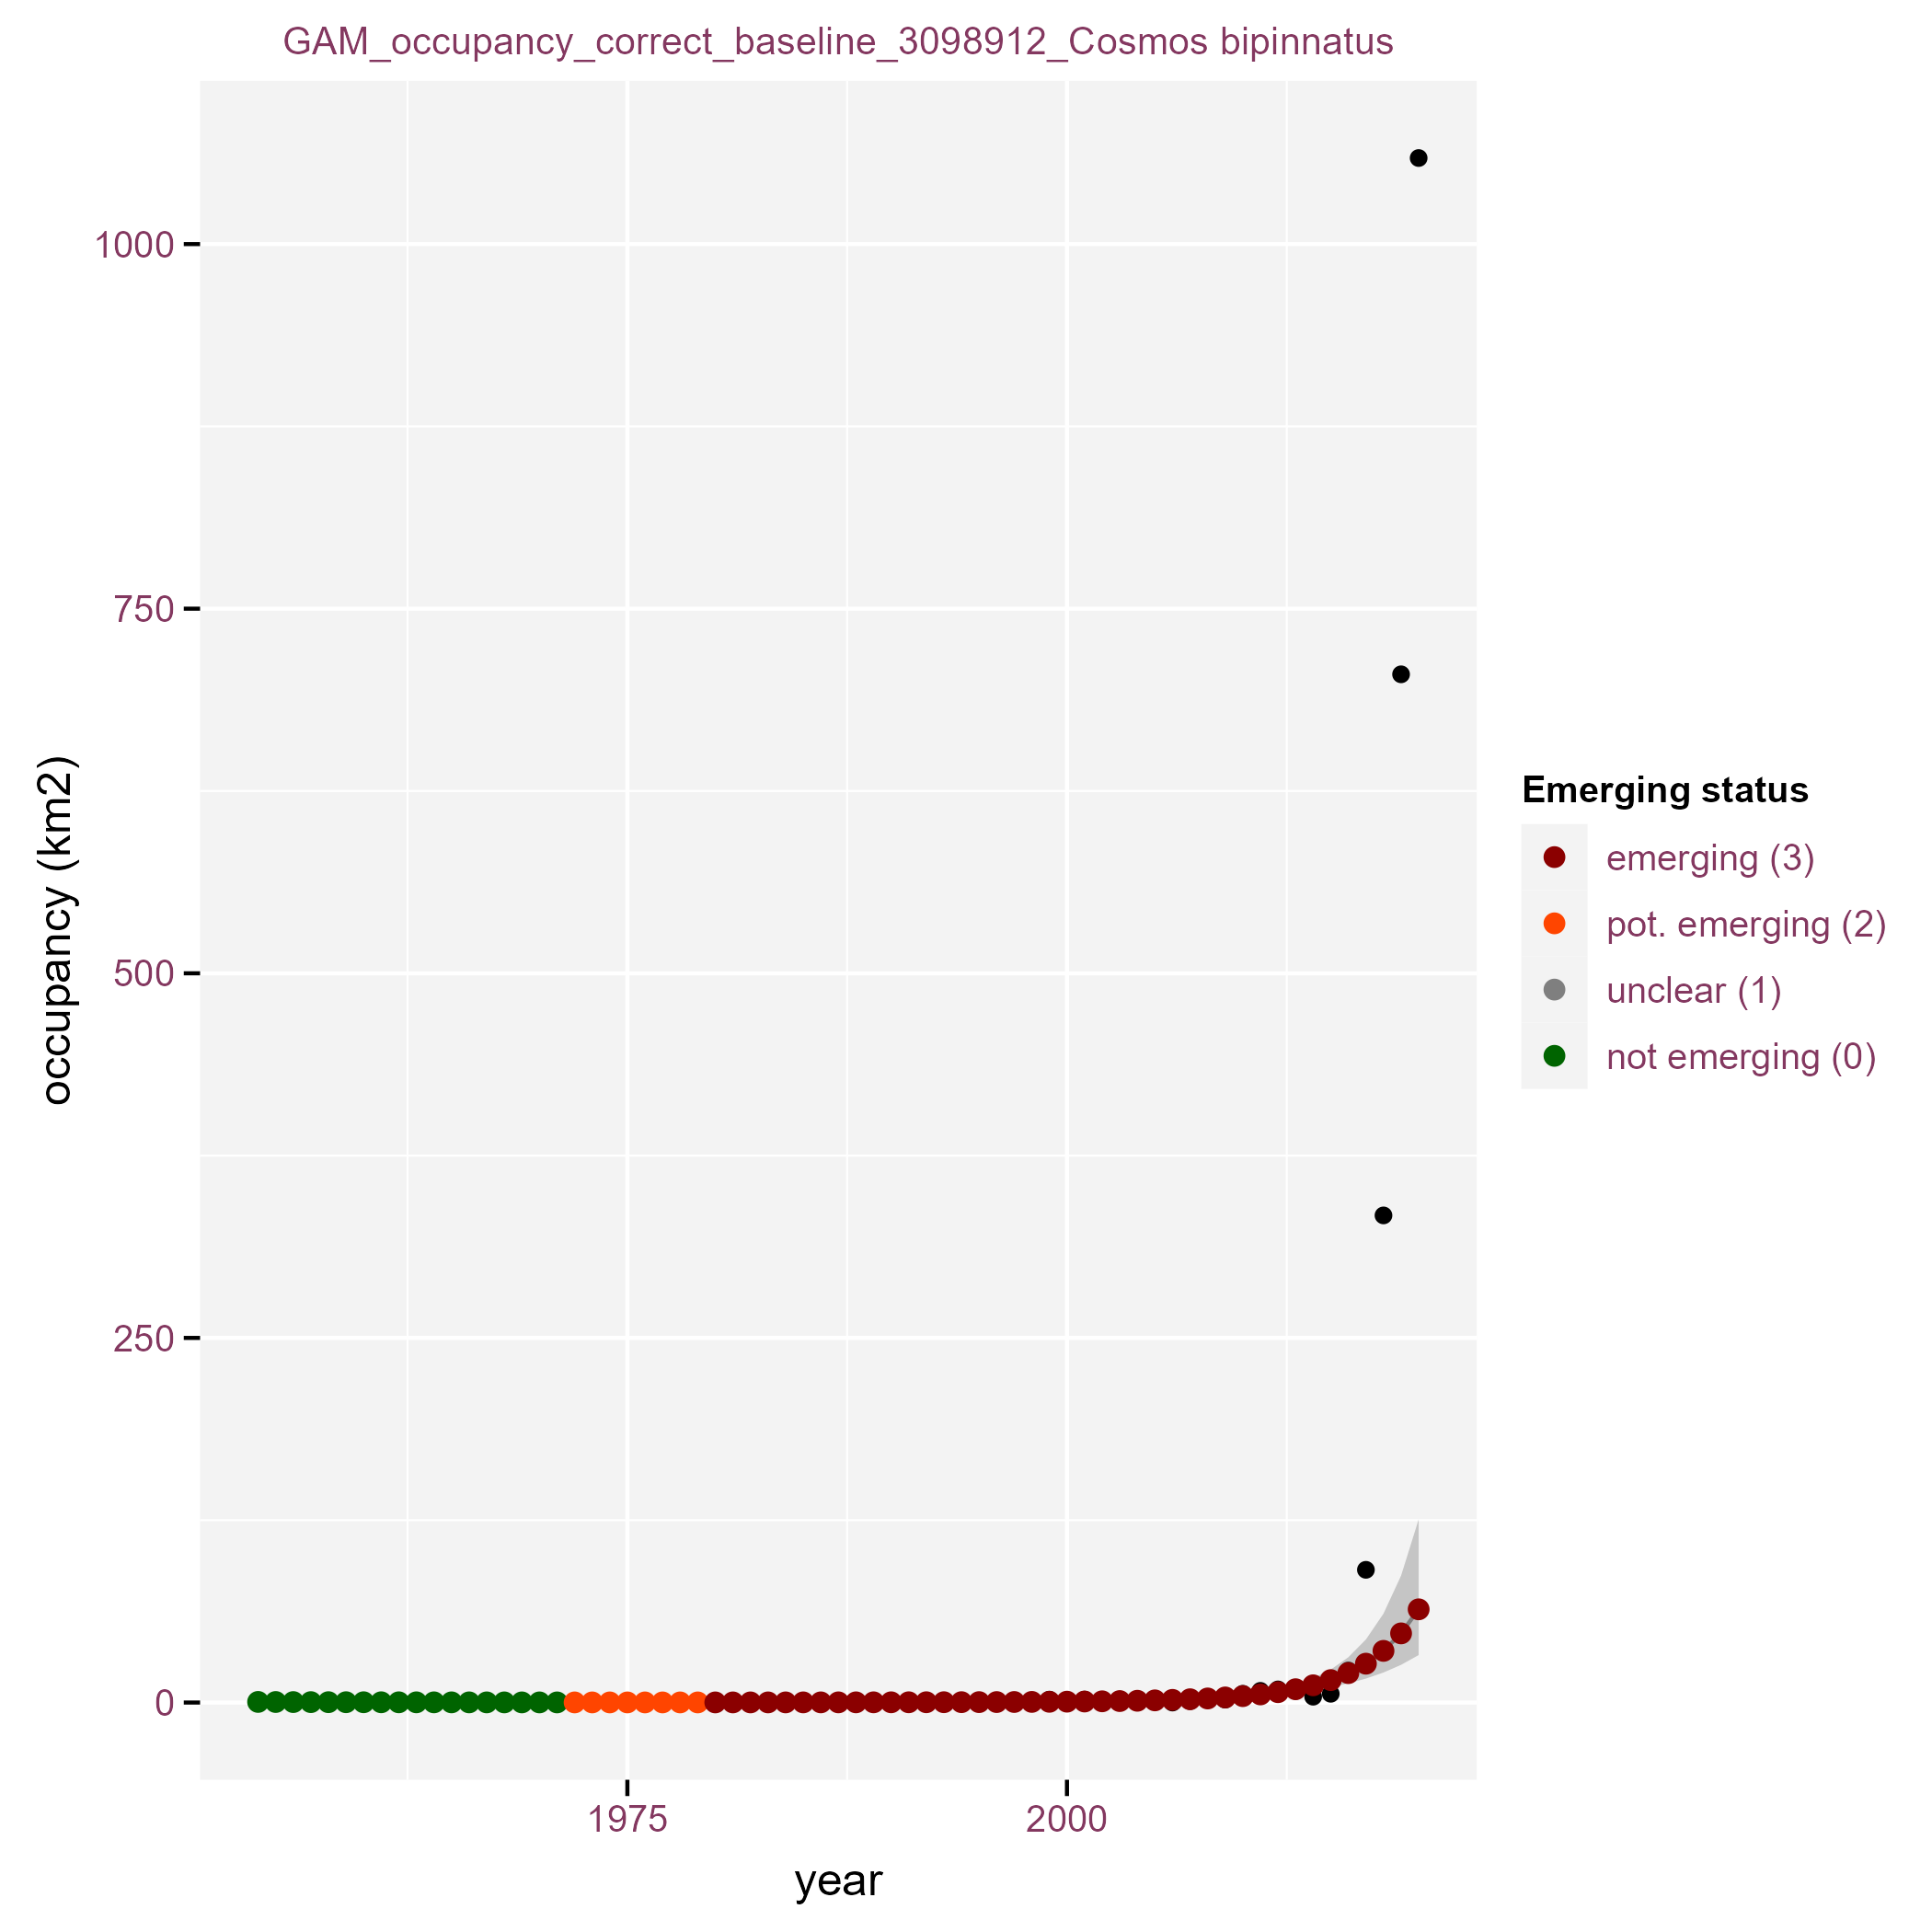 GAM_occupancy_correct_baseline_3098912_Cosmos bipinnatus
1000
750
500
250
0
occupancy (km2)
1975
2000
year
Emerging status
emerging (3)
pot. emerging (2)
unclear (1)
not emerging (0)